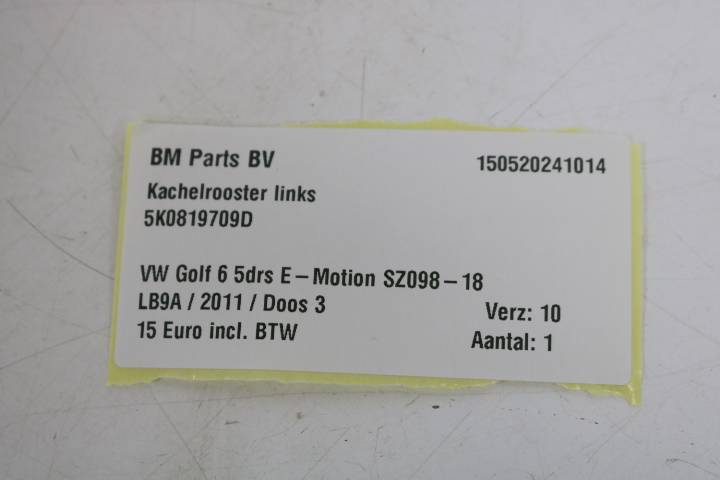 BM Parts BV 150520241014
Kachelrooster links
5K0819709D
VW Golf 6 5drs E-Motion SZ098-18
LB9A / 2011 / Doos 3 Verz: 10
15 Euro incl. BTW Aantal: 1